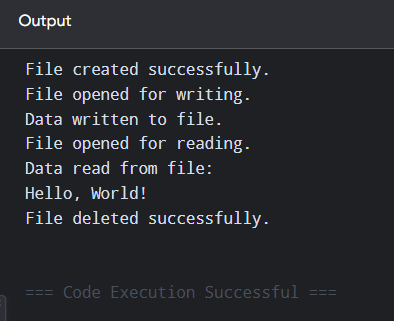 Output
File created successfully.
File opened for writing.
Data written to file.
File opened for reading.
Data read from file:
Hello, World!
File deleted successfully.
=== Code Execution Successful ===